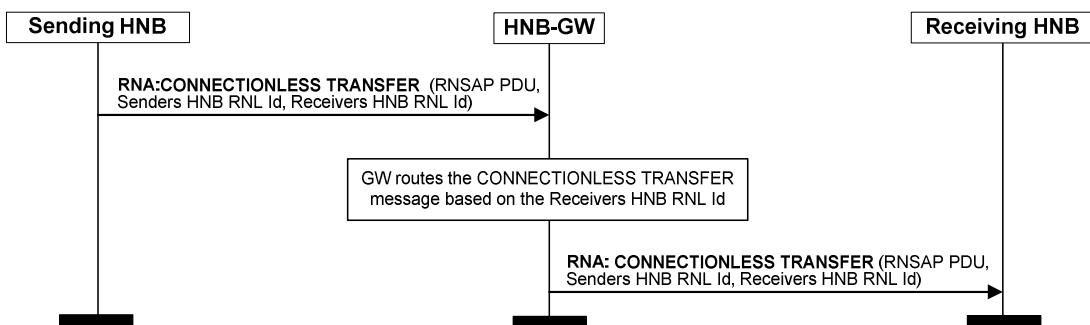 Sending HNB
HNB-GW
Receiving HNB
RNA:CONNECTIONLESS TRANSFER (RNSAP PDU,
Senders HNB RNL Id, Receivers HNB RNL Id)
GW routes the CONNECTIONLESS TRANSFER
message based on the Receivers HNB RNL Id
RNA: CONNECTIONLESS TRANSFER (RNSAP PDU,
Senders HNB RNL Id, Receivers HNB RNL Id)